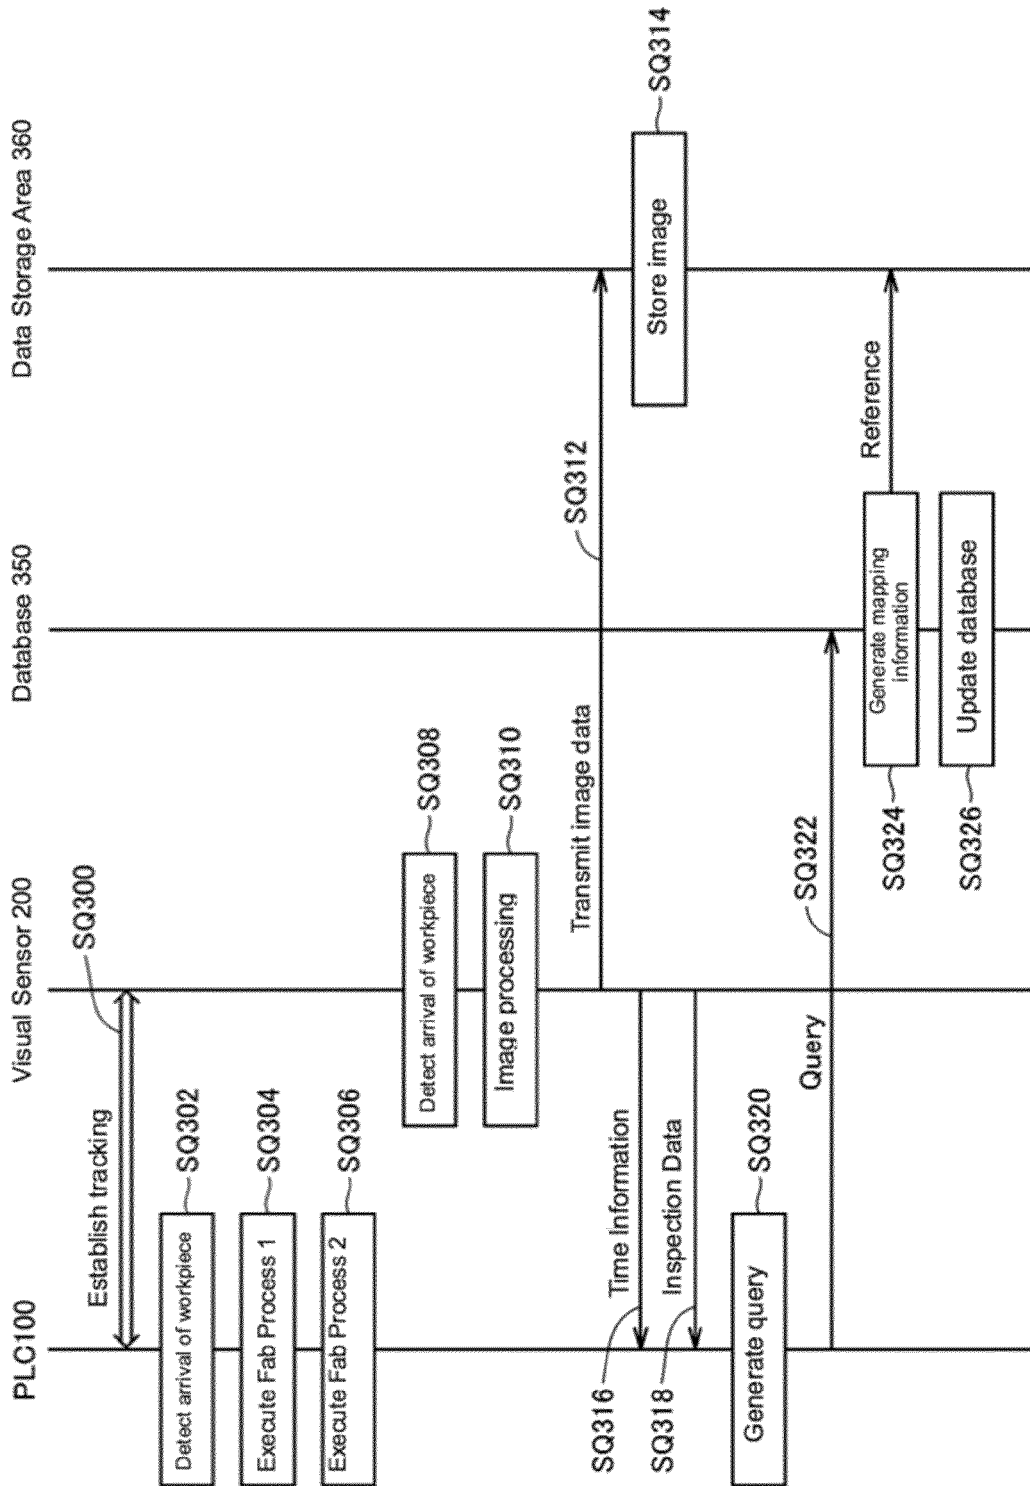 PLC100
Visual Sensor 200
Database 350
Data Storage Area 360
SQ300
Establish tracking
Detect arrival of workpiece
SQ302
Execute Fab Process 1
SQ304
Execute Fab Process 2
SQ306
Detect arrival of workpiece
SQ308
Image processing
SQ310
Transmit image data
SQ312
Store image
SQ314
Time Information
SQ316
Inspection Data
SQ318
Generate query
SQ320
Query
SQ322
Generate mapping
information
SQ324
Reference
Update database
SQ326